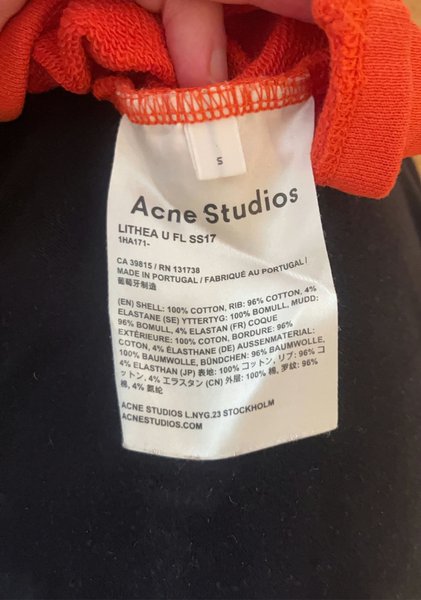 S
Acne Studios
LITHEA U FL SS17
1HA171-
CA 39815 / RN 131738
MADE IN PORTUGAL / FABRIQUÉ AU PORTUGAL /
葡萄牙制造
(EN) SHELL: 100% COTTON, RIB: 96% COTTON, 4%
ELASTANE (SE) YTTERTYG: 100% BOMULL, MUDD:
96% BOMULL, 4% ELASTAN (FR) COQUE
EXTÉRIEURE: 100% COTON, BORDURE: 96%
COTON, 4% ÉLASTHANE (DE) AUSSENMATERIAL:
100% BAUMWOLLE, BÜNDCHEN: 96% BAUMWOLLE,
4% ELASTHAN (JP) 表地: 100% コットン, リブ: 96% コ
ットン, 4% エラスタン (CN) 外层: 100% 棉, 罗纹: 96%
棉, 4% 氨纶
ACNE STUDIOS L.NYG.23 STOCKHOLM
ACNESTUDIOS.COM